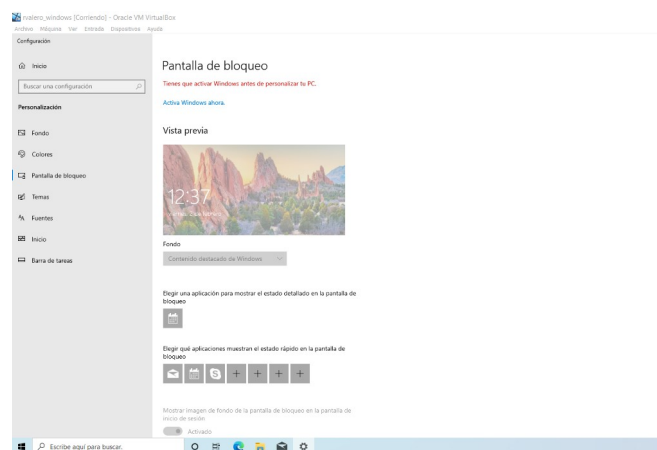 rvalero_windows [Corriendo] - Oracle VM VirtualBox
Archivo Máquina Ver Entrada Dispositivos Ayuda
Configuración
Inicio
Buscar una configuración
Personalización
Fondo
Colores
Pantalla de bloqueo
Temas
Fuentes
Inicio
Barra de tareas
Pantalla de bloqueo
Tienes que activar Windows antes de personalizar tu PC.
Activa Windows ahora.
Vista previa
12:37
Fondo
Contenido destacado de Windows
Elegir una aplicación para mostrar el estado detallado en la pantalla de
bloqueo
Elegir qué aplicaciones muestran el estado rápido en la pantalla de
bloqueo
Mostrar imagen de fondo de la pantalla de bloqueo en la pantalla de
inicio de sesión
Activado
Escribe aquí para buscar.